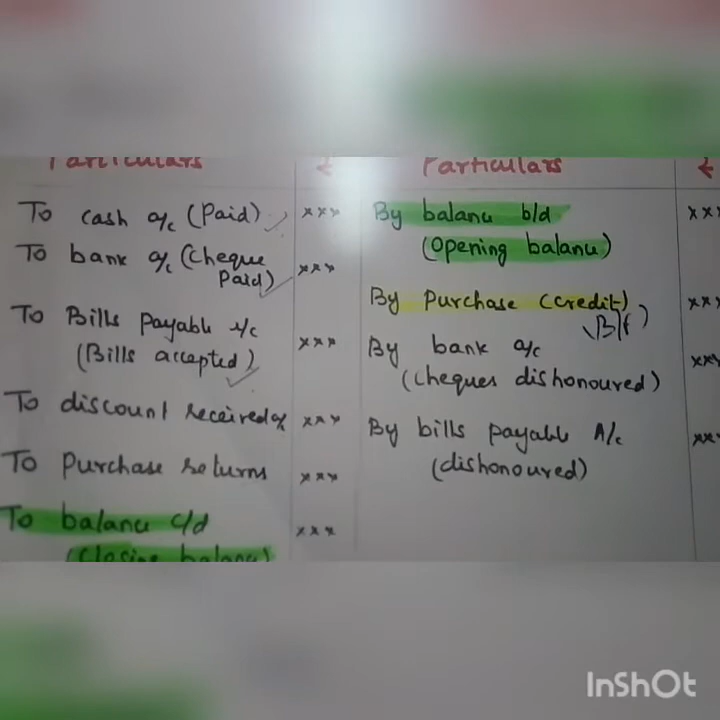 Particulars ₹ Particulars ₹
To cash a/c (Paid) xxx
To bank a/c (Cheque
Paid) xxx
To Bills payable a/c
(Bills accepted) xxx
To discount received a/c xxx
To Purchase returns xxx
To balance c/d xxx
(Closing balance)
By balance b/d xxx
(Opening balance)
By Purchase (credit) xxx
(B/f)
By bank a/c xxx
(cheques dishonoured)
By bills payable A/c xxx
(dishonoured)
InShOt